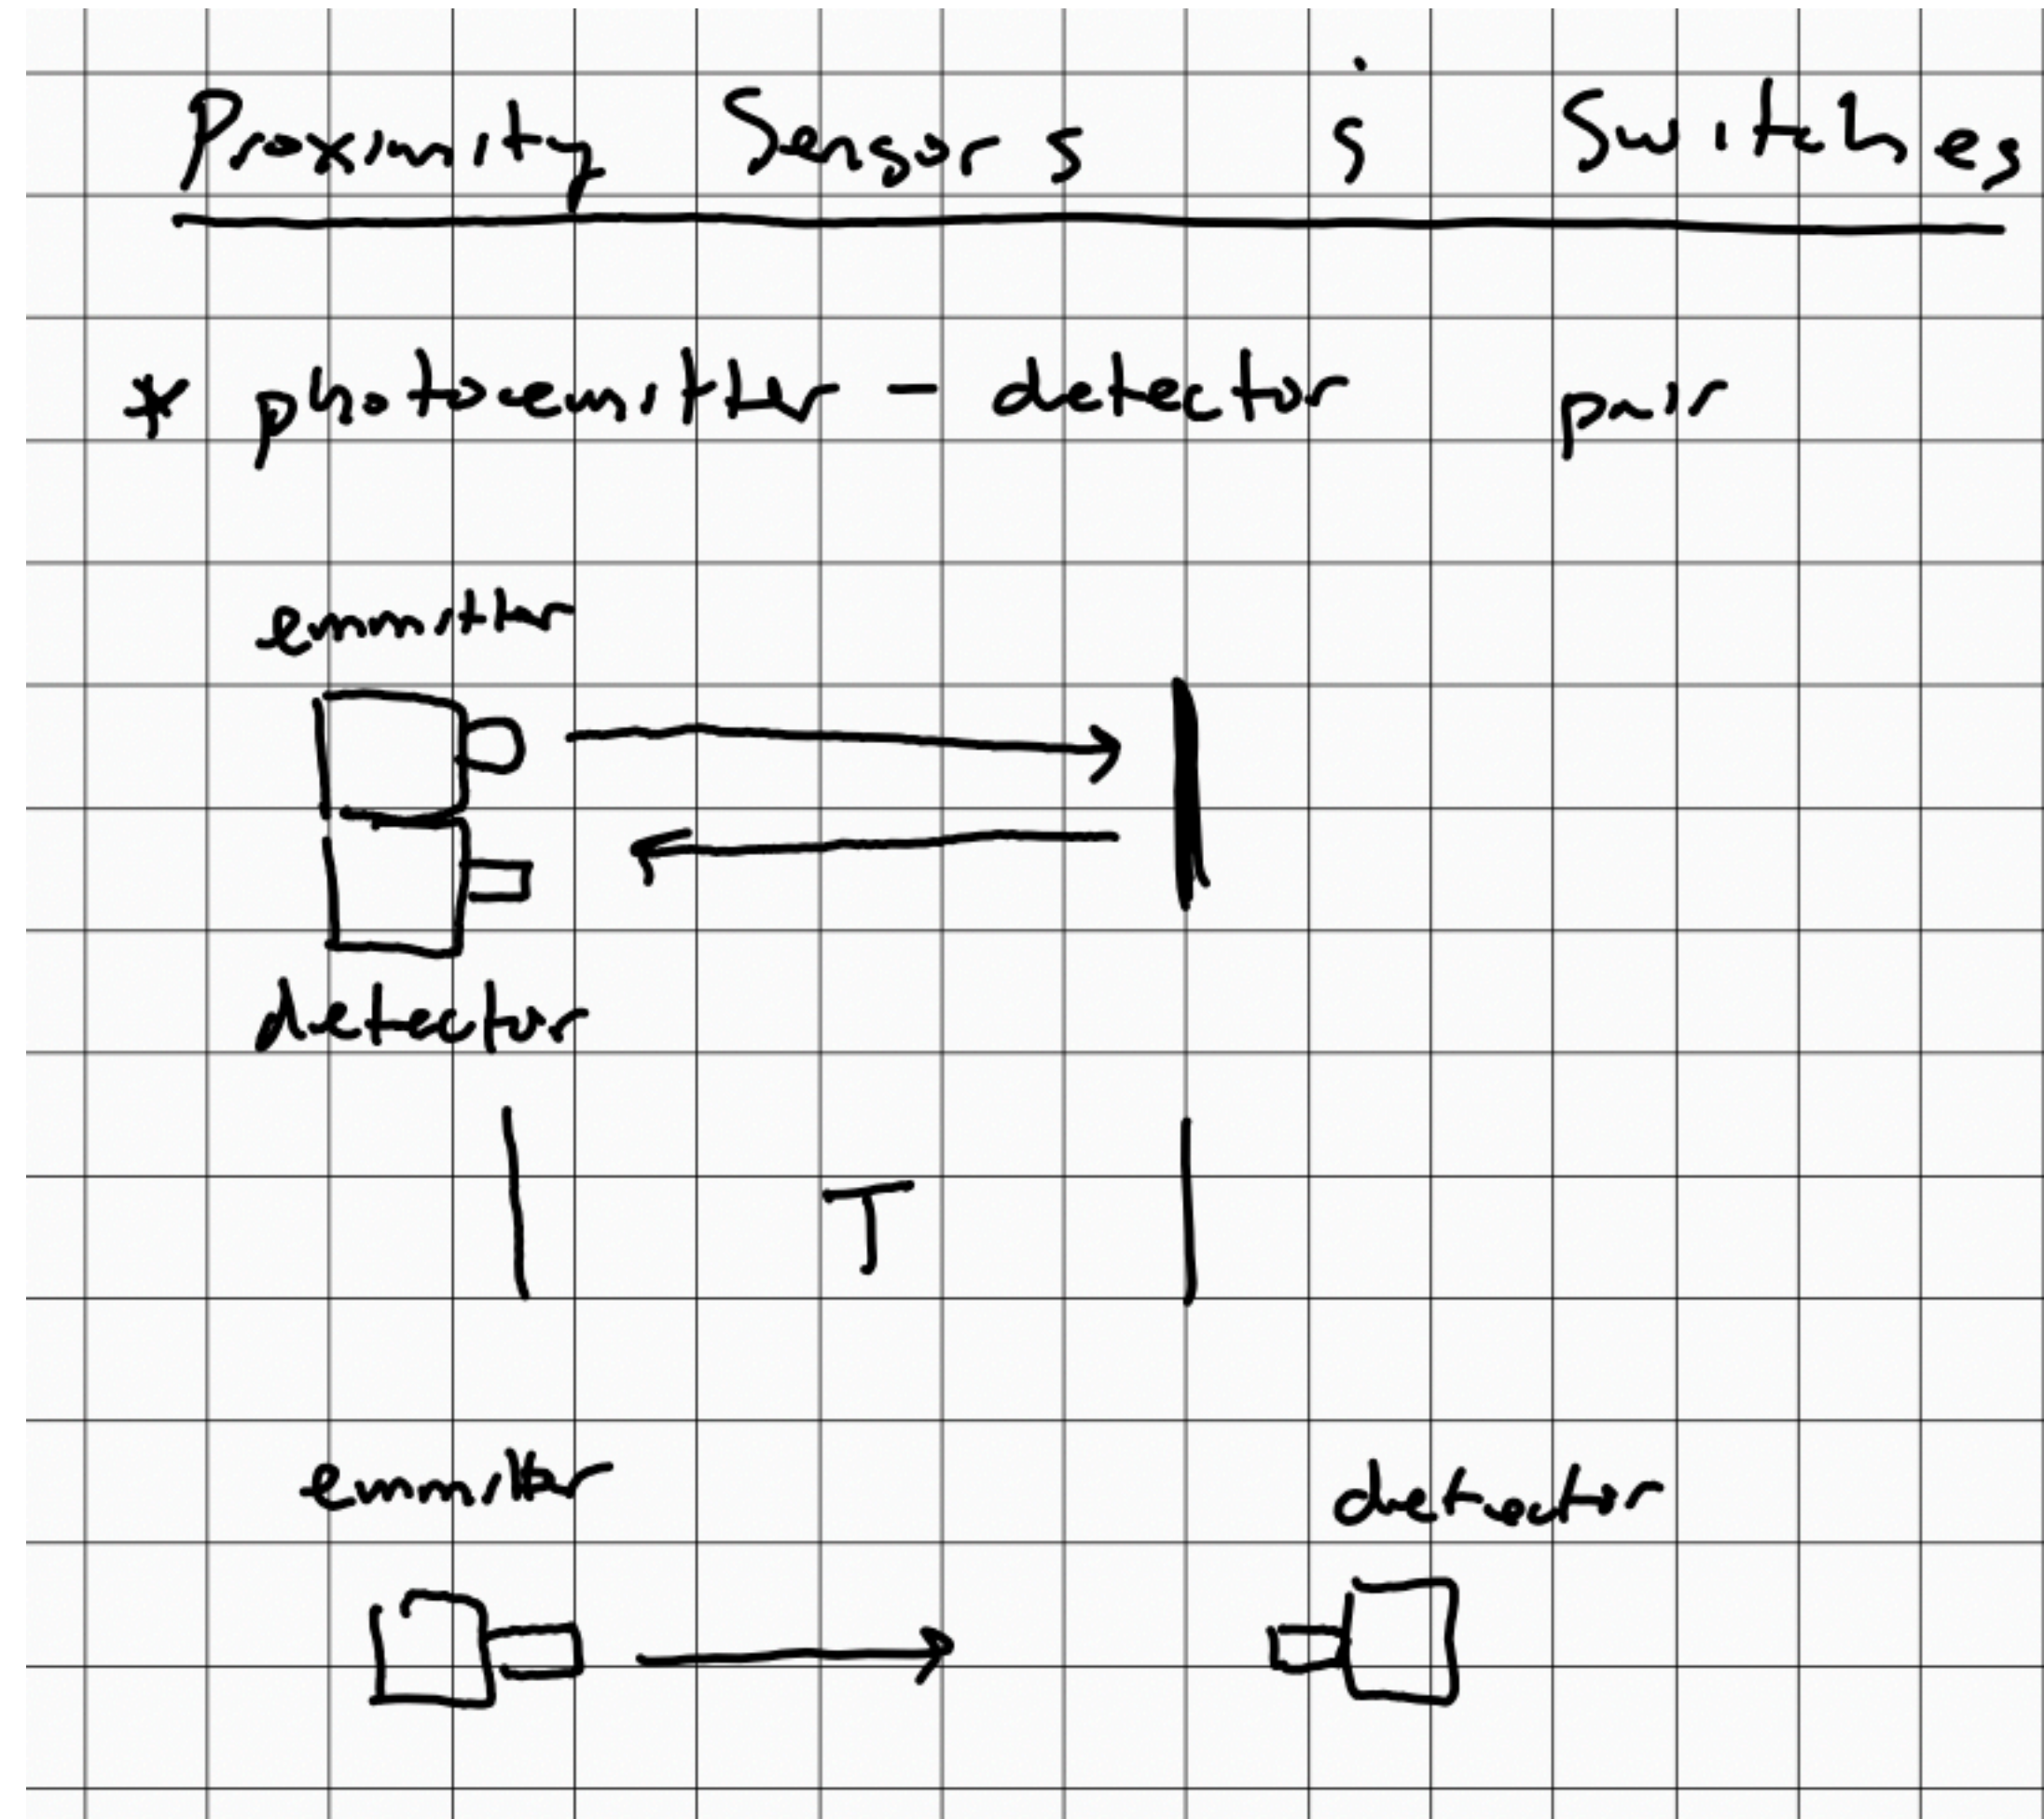 Proximity Sensors & Switches
* photoemitter - detector pair
emmitter
detector
T
emmitter
detector